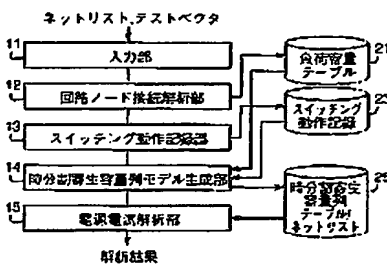 ネットリスト,テストベクタ
11
入力部
12
回路ノード接続解析部
13
スイッチング動作記録部
14
時分割寄生容量列モデル生成部
15
電源電流解析部
解析結果
21
負荷容量
テーブル
23
スイッチング
動作記録
25
時分割寄生
容量列
テーブル/
ネットリスト